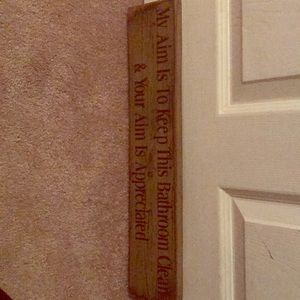 My Aim Is To Keep This Bathroom Clean
& Your Aim Is Appreciated